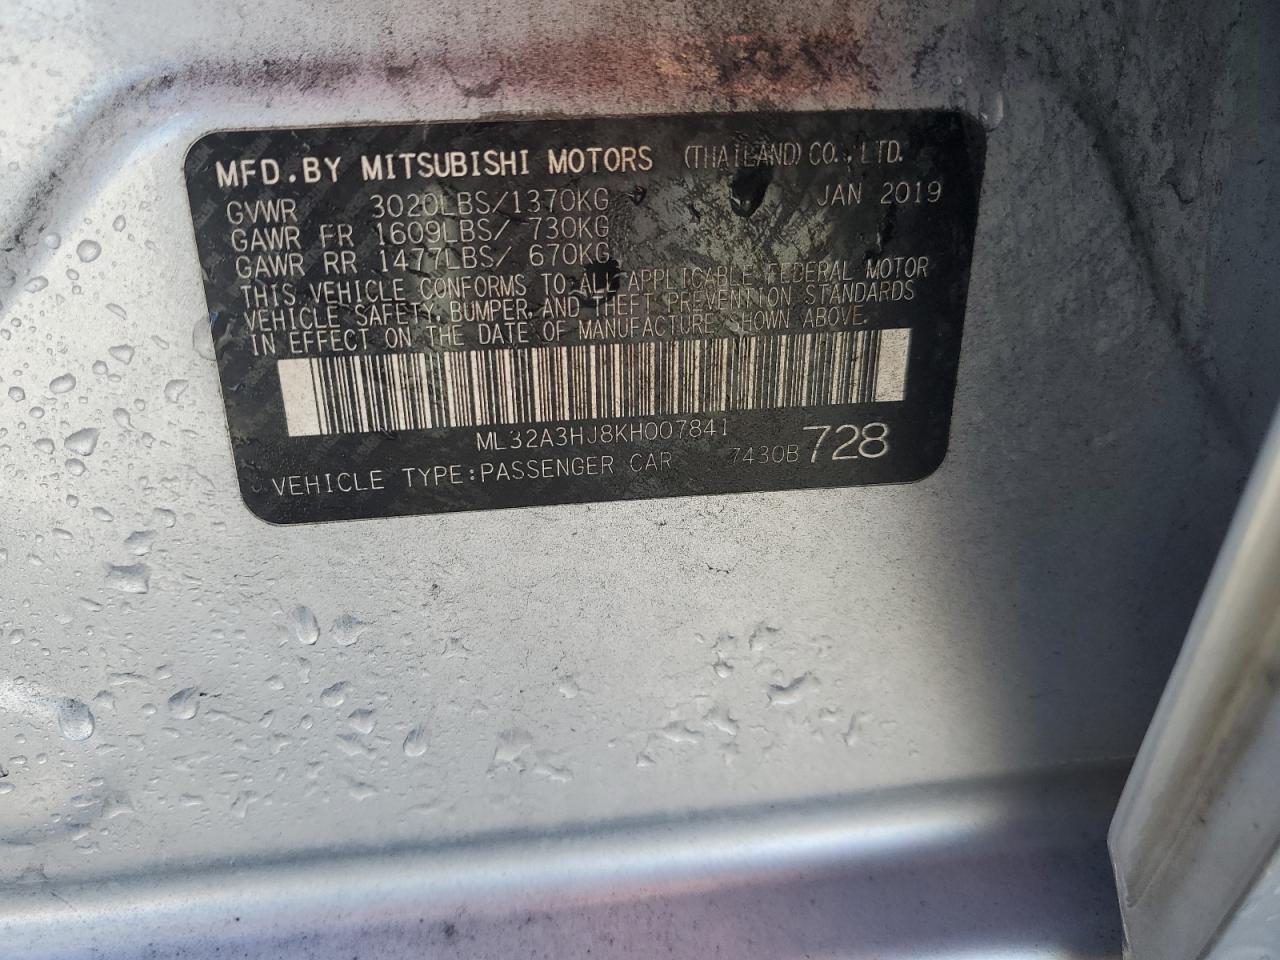 MFD.BY MITSUBISHI MOTORS (THAILAND) CO.,LTD.
GVWR 3020LBS/1370KG JAN 2019
GAWR FR 1609LBS/ 730KG
GAWR RR 1477LBS/ 670KG
THIS VEHICLE CONFORMS TO ALL APPLICABLE FEDERAL MOTOR
VEHICLE SAFETY, BUMPER, AND THEFT PREVENTION STANDARDS
IN EFFECT ON THE DATE OF MANUFACTURE SHOWN ABOVE.
ML32A3HJ8KH007841
VEHICLE TYPE:PASSENGER CAR 7430B 728